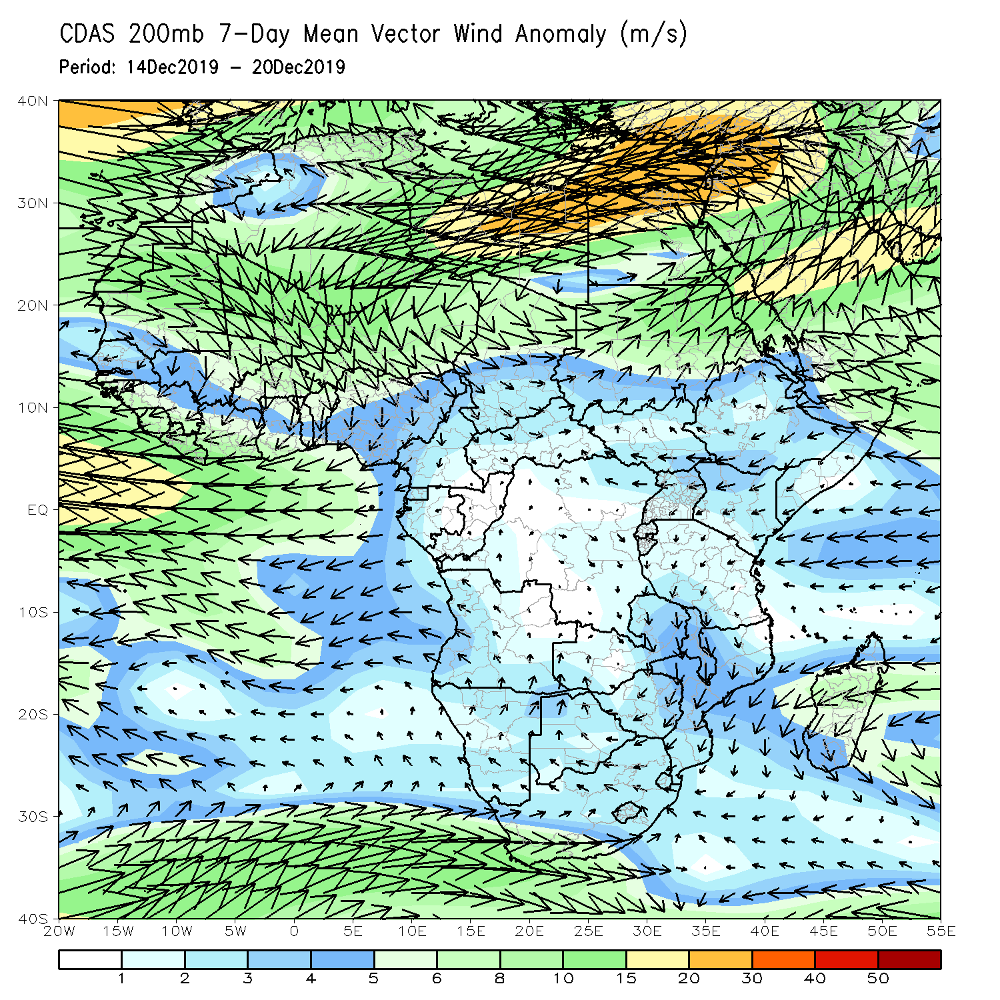 CDAS 200mb 7-Day Mean Vector Wind Anomaly (m/s)
Period: 14Dec2019 - 20Dec2019
40N
30N
20N
10N
EQ
10S
20S
30S
40S
20W 15W 10W 5W 0 5E 10E 15E 20E 25E 30E 35E 40E 45E 50E 55E
1 2 3 4 5 6 8 10 15 20 30 40 50